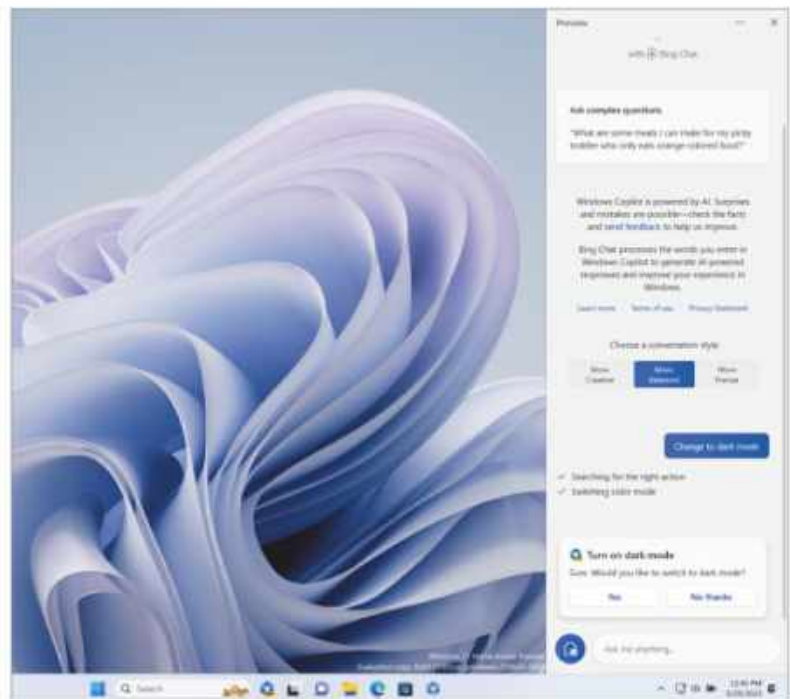 Preview
with Bing Chat
Ask complex questions
"What are some meals I can make for my picky
toddler who only eats orange-colored food?"
Windows Copilot is powered by AI. Surprises
and mistakes are possible—check the facts
and send feedback to help us improve.
Bing Chat processes the words you enter in
Windows Copilot to generate AI-powered
responses and improve your experience in
Windows.
Learn more Terms of use Privacy Statement
Choose a conversation style
More
Creative
More
Balanced
More
Precise
Change to dark mode
Searching for the right action
Switching color mode
Turn on dark mode
Sure. Would you like to switch to dark mode?
No thanks
Ask me anything...
Search